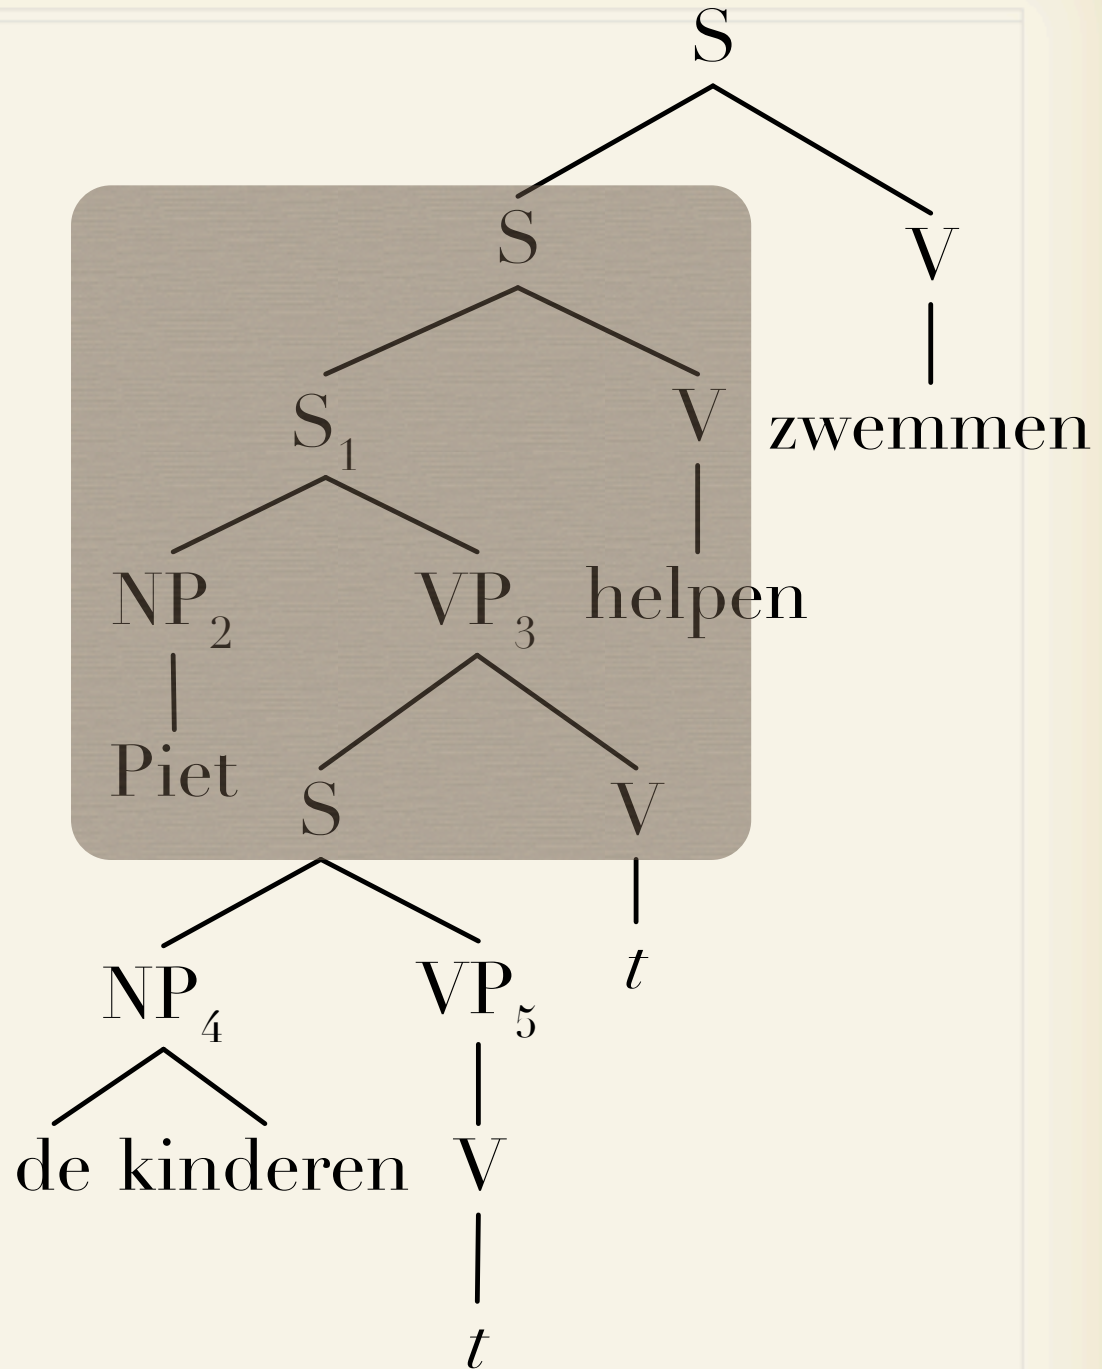 S
S V
S1 V zwemmen
NP2 VP3 helpen
Piet S V
NP4 VP5 t
de kinderen V
t